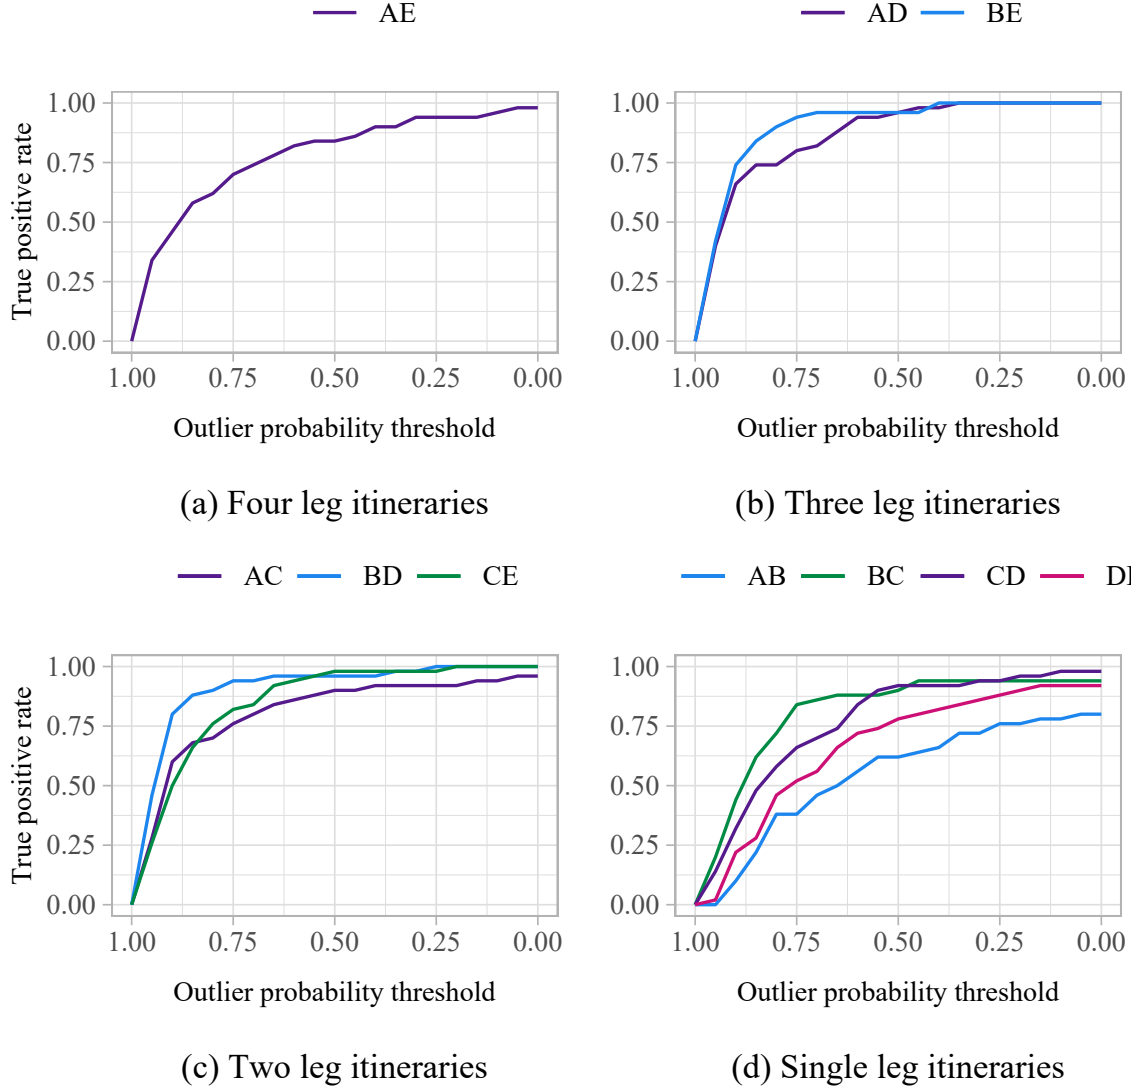 AE
AD BE
True positive rate
1.00
0.75
0.50
0.25
0.00
1.00 0.75 0.50 0.25 0.00
Outlier probability threshold
(a) Four leg itineraries
1.00
0.75
0.50
0.25
0.00
1.00 0.75 0.50 0.25 0.00
Outlier probability threshold
(b) Three leg itineraries
AC BD CE
True positive rate
1.00
0.75
0.50
0.25
0.00
1.00 0.75 0.50 0.25 0.00
Outlier probability threshold
(c) Two leg itineraries
AB BC CD
1.00
0.75
0.50
0.25
0.00
1.00 0.75 0.50 0.25 0.00
Outlier probability threshold
(d) Single leg itineraries